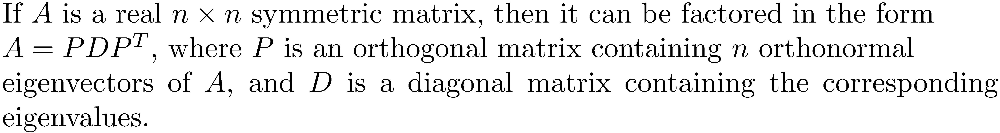 If A is a real n × n symmetric matrix, then it can be factored in the form
A = PDP^T, where P is an orthogonal matrix containing n orthonormal
eigenvectors of A, and D is a diagonal matrix containing the corresponding
eigenvalues.